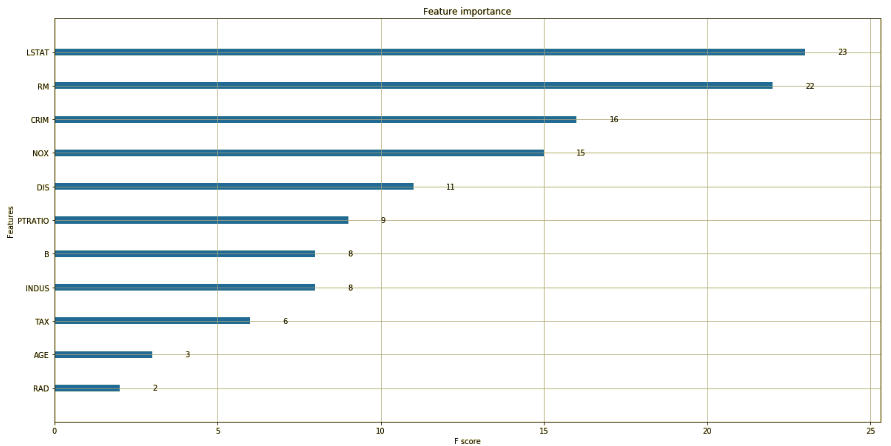 Feature importance
LSTAT 23
RM 22
CRIM 16
NOX 15
DIS 11
PTRATIO 9
B 8
INDUS 8
TAX 6
AGE 3
RAD 2
Features
0 5 10 15 20 25
F score